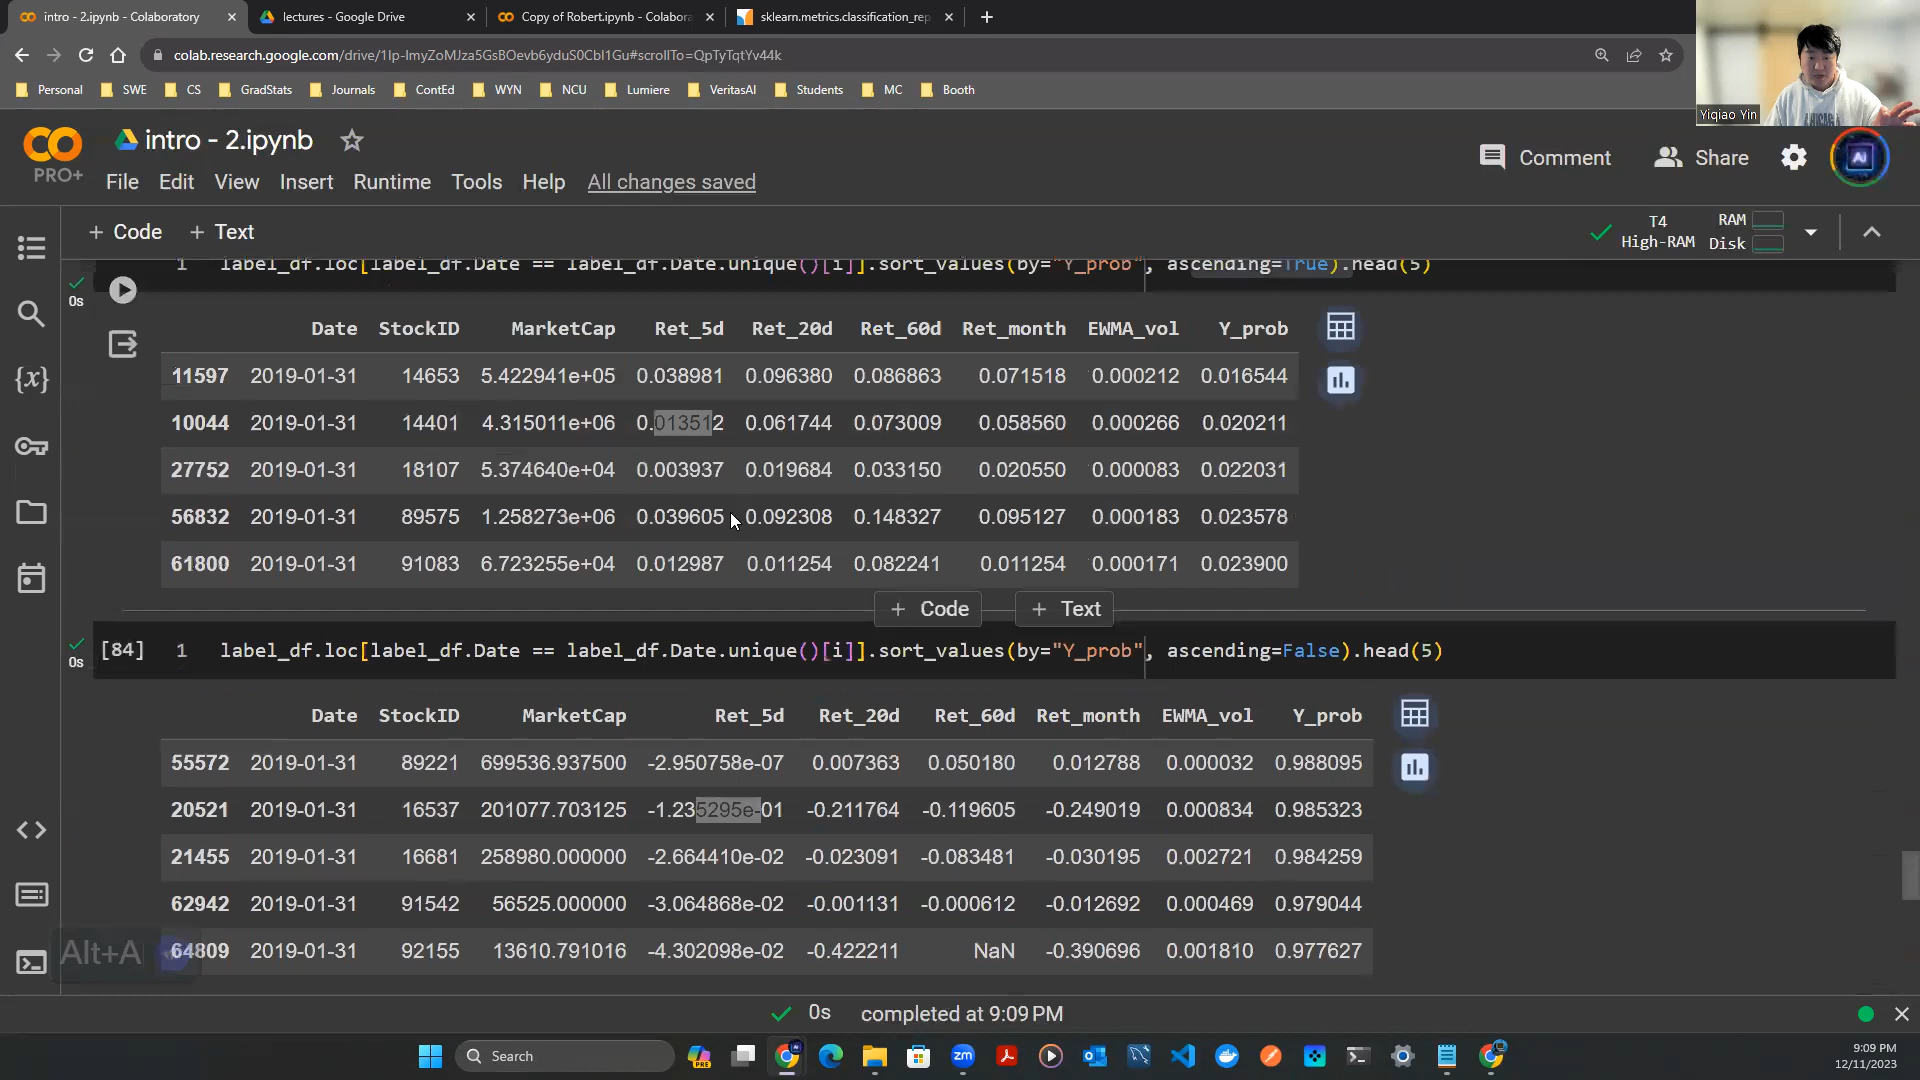 intro - 2.ipynb - Colaboratory
lectures - Google Drive
Copy of Robert.ipynb - Colabora
sklearn.metrics.classification_rep
colab.research.google.com/drive/1Ip-lmyZoMJza5GsBOevb6yduS0Cbl1Gu#scrollTo=QpTyTqtYv44k
Personal SWE CS GradStats Journals ContEd WYN NCU Lumiere VeritasAI Students MC Booth
Yiqiao Yin
intro - 2.ipynb
PRO+
File Edit View Insert Runtime Tools Help All changes saved
Comment Share
AI
+ Code + Text
T4 RAM
High-RAM Disk
1 label_df.loc[label_df.Date == label_df.Date.unique()[i]].sort_values(by="Y_prob", ascending=True).head(5)
0s
Date StockID MarketCap Ret_5d Ret_20d Ret_60d Ret_month EWMA_vol Y_prob
11597 2019-01-31 14653 5.422941e+05 0.038981 0.096380 0.086863 0.071518 0.000212 0.016544
10044 2019-01-31 14401 4.315011e+06 0.013512 0.061744 0.073009 0.058560 0.000266 0.020211
27752 2019-01-31 18107 5.374640e+04 0.003937 0.019684 0.033150 0.020550 0.000083 0.022031
56832 2019-01-31 89575 1.258273e+06 0.039605 0.092308 0.148327 0.095127 0.000183 0.023578
61800 2019-01-31 91083 6.723255e+04 0.012987 0.011254 0.082241 0.011254 0.000171 0.023900
+ Code + Text
[84] 1 label_df.loc[label_df.Date == label_df.Date.unique()[i]].sort_values(by="Y_prob", ascending=False).head(5)
0s
Date StockID MarketCap Ret_5d Ret_20d Ret_60d Ret_month EWMA_vol Y_prob
55572 2019-01-31 89221 699536.937500 -2.950758e-07 0.007363 0.050180 0.012788 0.000032 0.988095
20521 2019-01-31 16537 201077.703125 -1.235295e-01 -0.211764 -0.119605 -0.249019 0.000834 0.985323
21455 2019-01-31 16681 258980.000000 -2.664410e-02 -0.023091 -0.083481 -0.030195 0.002721 0.984259
62942 2019-01-31 91542 56525.000000 -3.064868e-02 -0.001131 -0.000612 -0.012692 0.000469 0.979044
64809 2019-01-31 92155 13610.791016 -4.302098e-02 -0.422211 NaN -0.390696 0.001810 0.977627
Alt+A
0s completed at 9:09 PM
Search
PRE
zm
9:09 PM
12/11/2023